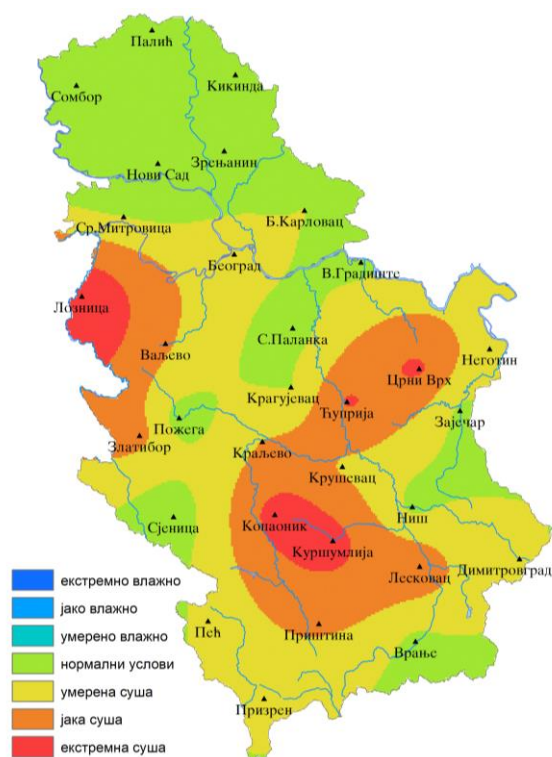 Палић
Кикинда
Сомбор
Зрењанин
Нови Сад
Б.Карловац
Ср.Митровица
Београд
В.Градиште
Лозница
С.Паланка
Ваљево
Неготин
Црни Врх
Крагујевац
Ћуприја
Зајечар
Пожега
Златибор
Краљево
Крушевац
Ниш
Сјеница
Копаоник
Куршумлија
Димитровград
Лесковац
Пећ
Приштина
Врање
Призрен
екстремно влажно
јако влажно
умерено влажно
нормални услови
умерена суша
јака суша
екстремна суша